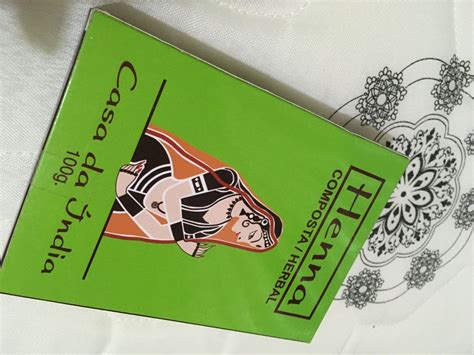 Henna
COMPOSTA / HERBAL
Casa da Índia
100g.